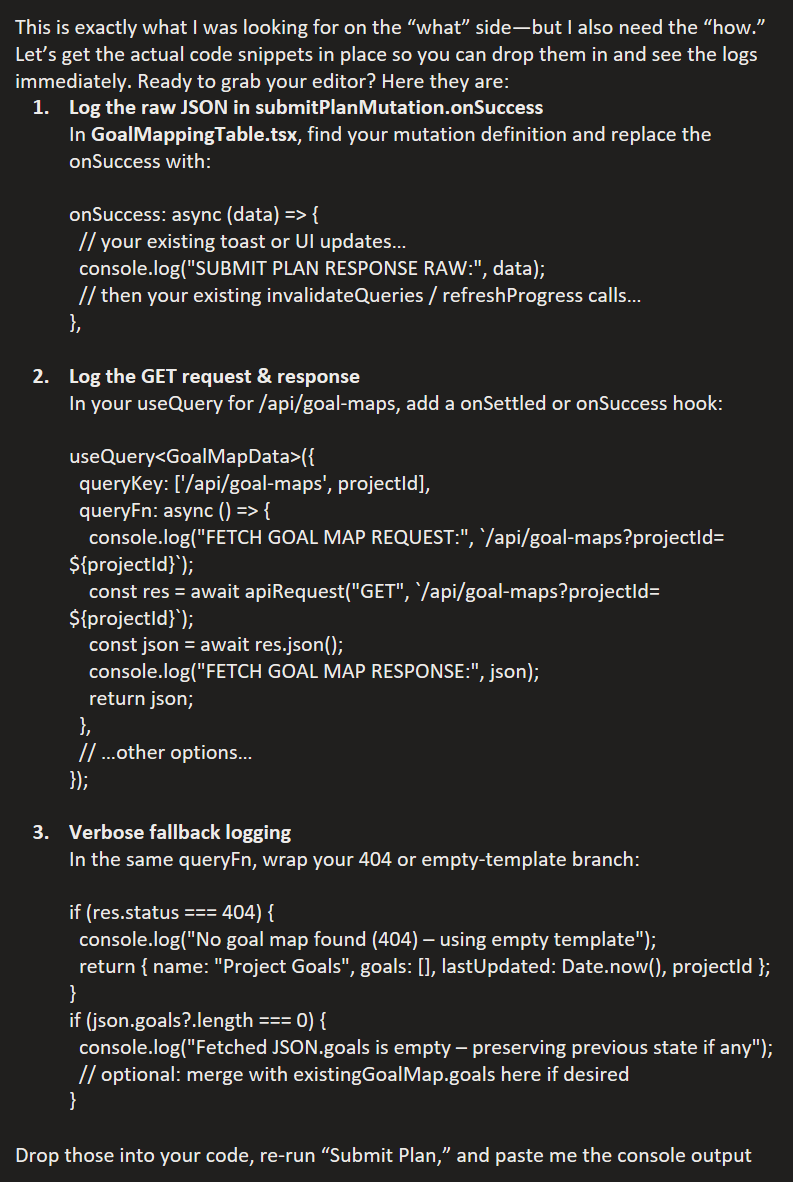 This is exactly what I was looking for on the “what” side—but I also need the “how.”
Let’s get the actual code snippets in place so you can drop them in and see the logs
immediately. Ready to grab your editor? Here they are:
1. Log the raw JSON in submitPlanMutation.onSuccess
In GoalMappingTable.tsx, find your mutation definition and replace the
onSuccess with:
onSuccess: async (data) => {
// your existing toast or UI updates...
console.log("SUBMIT PLAN RESPONSE RAW:", data);
// then your existing invalidateQueries / refreshProgress calls...
},
2. Log the GET request & response
In your useQuery for /api/goal-maps, add a onSettled or onSuccess hook:
useQuery<GoalMapData>({
queryKey: ['/api/goal-maps', projectId],
queryFn: async () => {
console.log("FETCH GOAL MAP REQUEST:", `/api/goal-maps?projectId=
${projectId}`);
const res = await apiRequest("GET", `/api/goal-maps?projectId=
${projectId}`);
const json = await res.json();
console.log("FETCH GOAL MAP RESPONSE:", json);
return json;
},
// ...other options...
});
3. Verbose fallback logging
In the same queryFn, wrap your 404 or empty-template branch:
if (res.status === 404) {
console.log("No goal map found (404) – using empty template");
return { name: "Project Goals", goals: [], lastUpdated: Date.now(), projectId };
}
if (json.goals?.length === 0) {
console.log("Fetched JSON.goals is empty – preserving previous state if any");
// optional: merge with existingGoalMap.goals here if desired
}
Drop those into your code, re-run “Submit Plan,” and paste me the console output